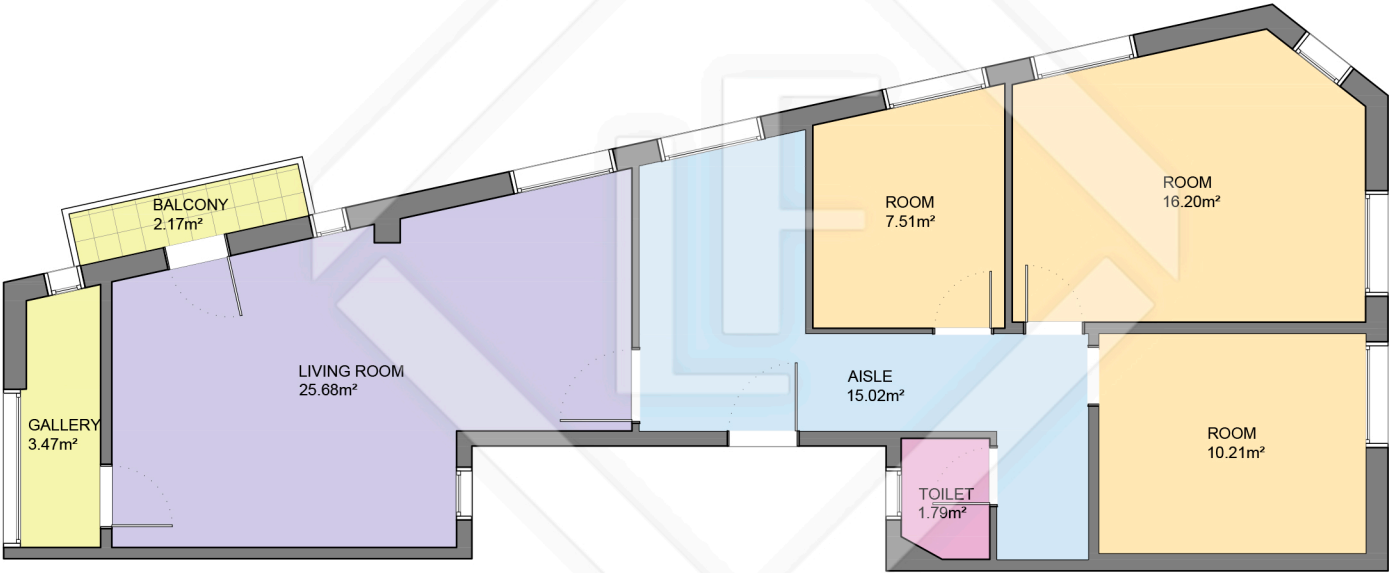 BALCONY
2.17m²
ROOM
7.51m²
ROOM
16.20m²
LIVING ROOM
25.68m²
AISLE
15.02m²
GALLERY
3.47m²
ROOM
10.21m²
TOILET
1.79m²